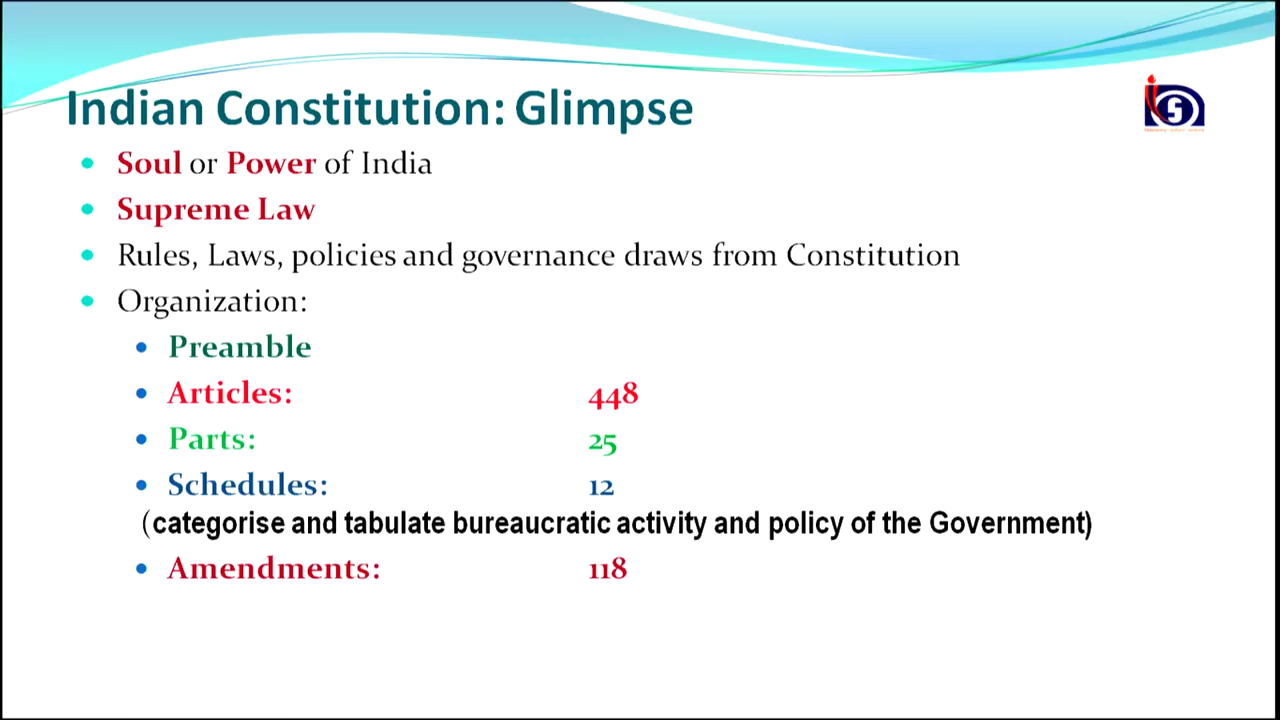 Indian Constitution: Glimpse
Soul or Power of India
Supreme Law
Rules, Laws, policies and governance draws from Constitution
Organization:
Preamble
Articles: 448
Parts: 25
Schedules: 12
(categorise and tabulate bureaucratic activity and policy of the Government)
Amendments: 118